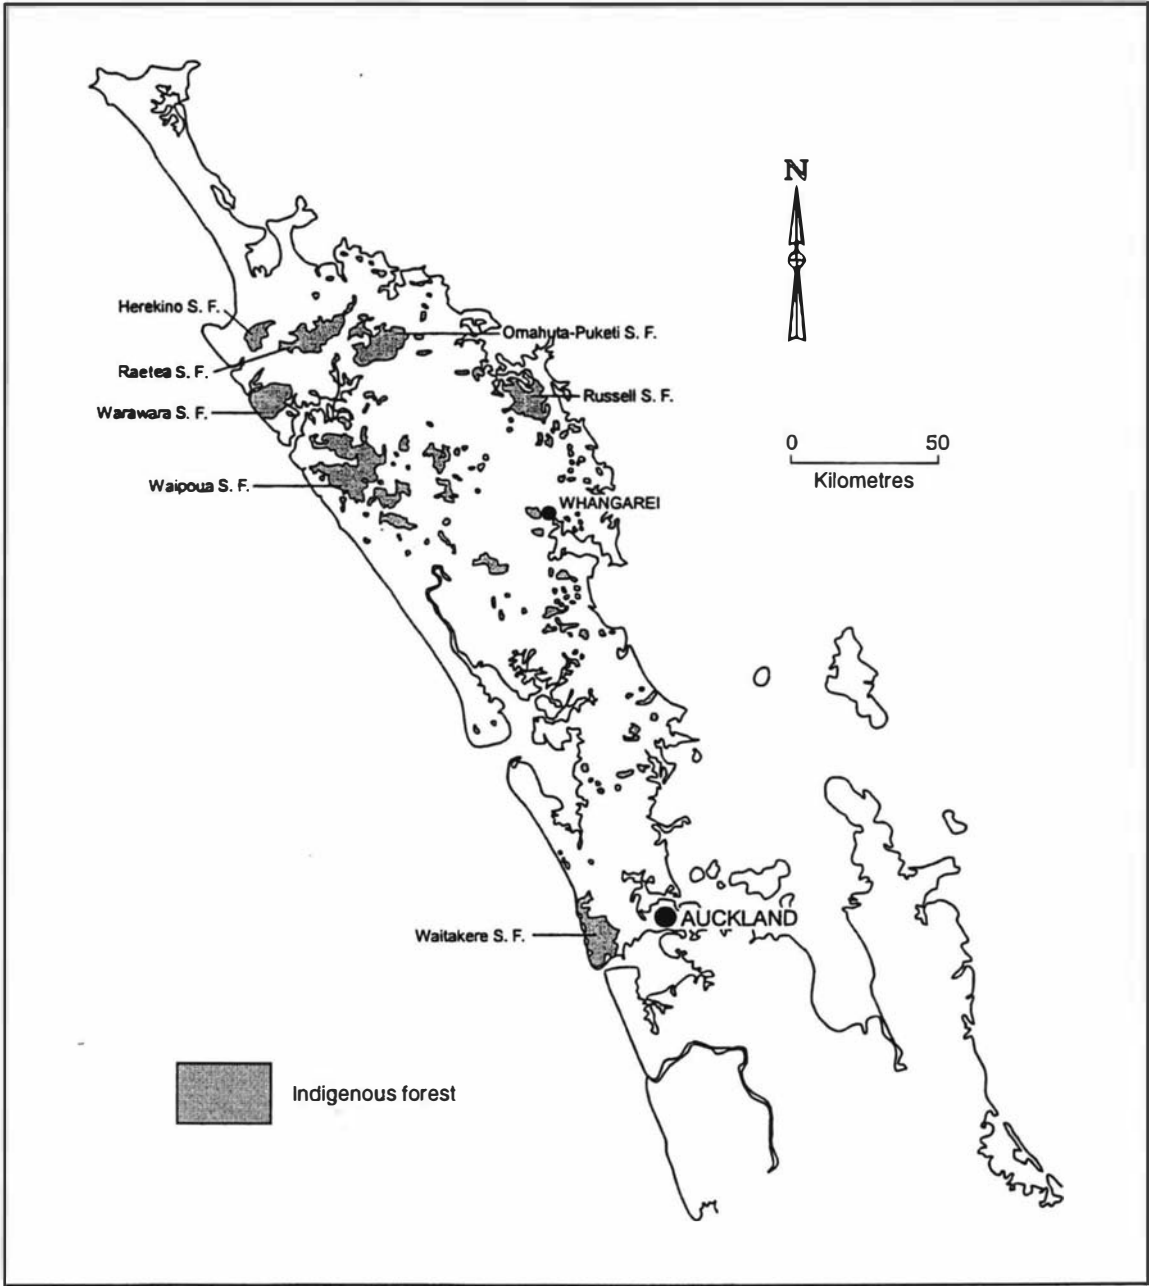 N
Herekino S. F.
Omahuta-Puketi S. F.
Raetea S. F.
Russell S. F.
Warawara S. F.
0 50
Kilometres
Waipoua S. F.
WHANGAREI
AUCKLAND
Waitakere S. F.
Indigenous forest